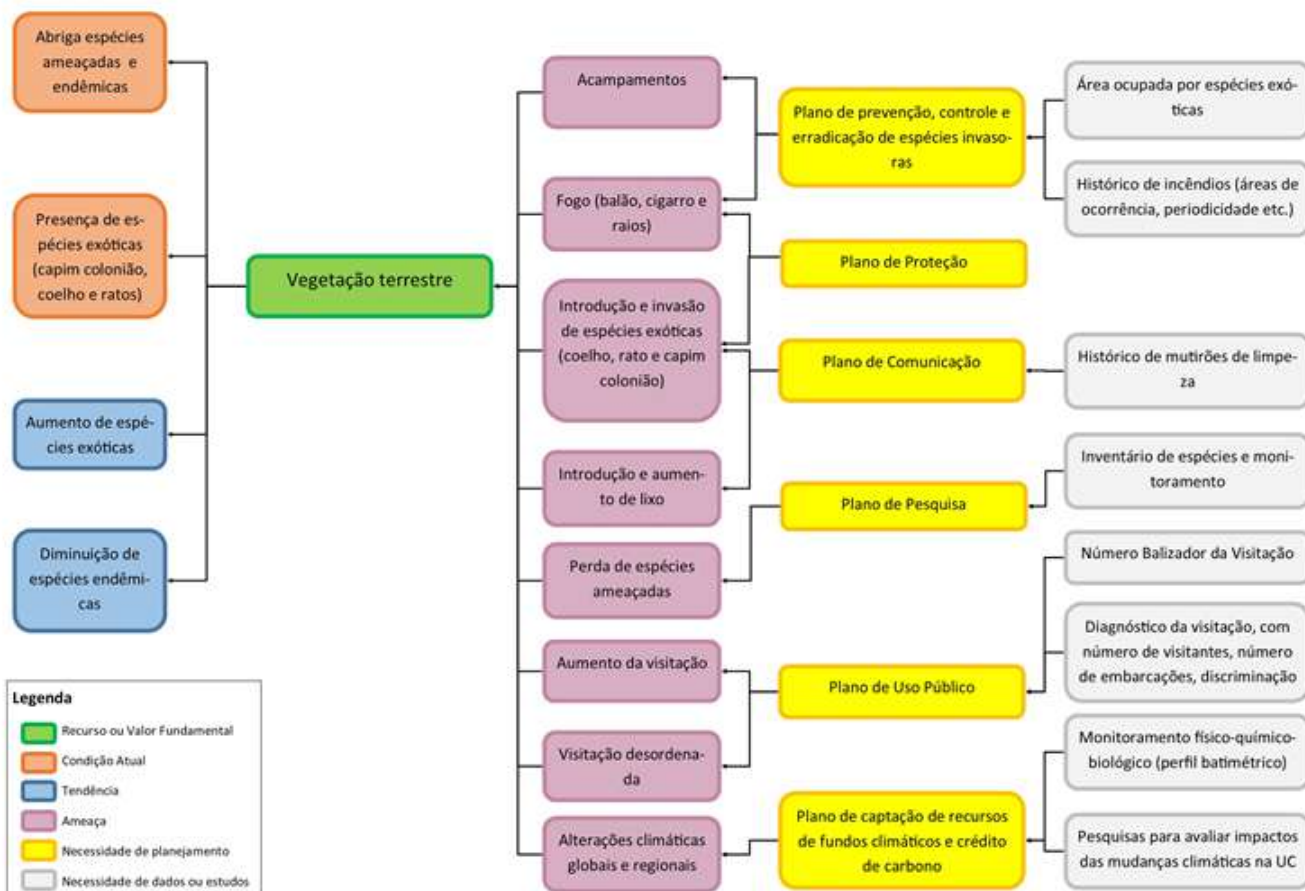 Abriga espécies
ameaçadas e
endêmicas
Presença de es-
pécies exóticas
(capim colonião,
coelho e ratos)
Aumento de espé-
cies exóticas
Diminuição de
espécies endêmi-
cas
Vegetação terrestre
Acampamentos
Fogo (balão, cigarro e
raios)
Introdução e invasão
de espécies exóticas
(coelho, rato e capim
colonião)
Introdução e aumen-
to de lixo
Perda de espécies
ameaçadas
Aumento da visitação
Visitação desordena-
da
Alterações climáticas
globais e regionais
Plano de prevenção, controle e
erradicação de espécies invaso-
ras
Plano de Proteção
Plano de Comunicação
Plano de Pesquisa
Plano de Uso Público
Plano de captação de recursos
de fundos climáticos e crédito
de carbono
Área ocupada por espécies exó-
ticas
Histórico de incêndios (áreas de
ocorrência, periodicidade etc.)
Histórico de mutirões de limpe-
za
Inventário de espécies e moni-
toramento
Número Balizador da Visitação
Diagnóstico da visitação, com
número de visitantes, número
de embarcações, discriminação
Monitoramento físico-químico-
biológico (perfil batimétrico)
Pesquisas para avaliar impactos
das mudanças climáticas na UC
Legenda
Recurso ou Valor Fundamental
Condição Atual
Tendência
Ameaça
Necessidade de planejamento
Necessidade de dados ou estudos